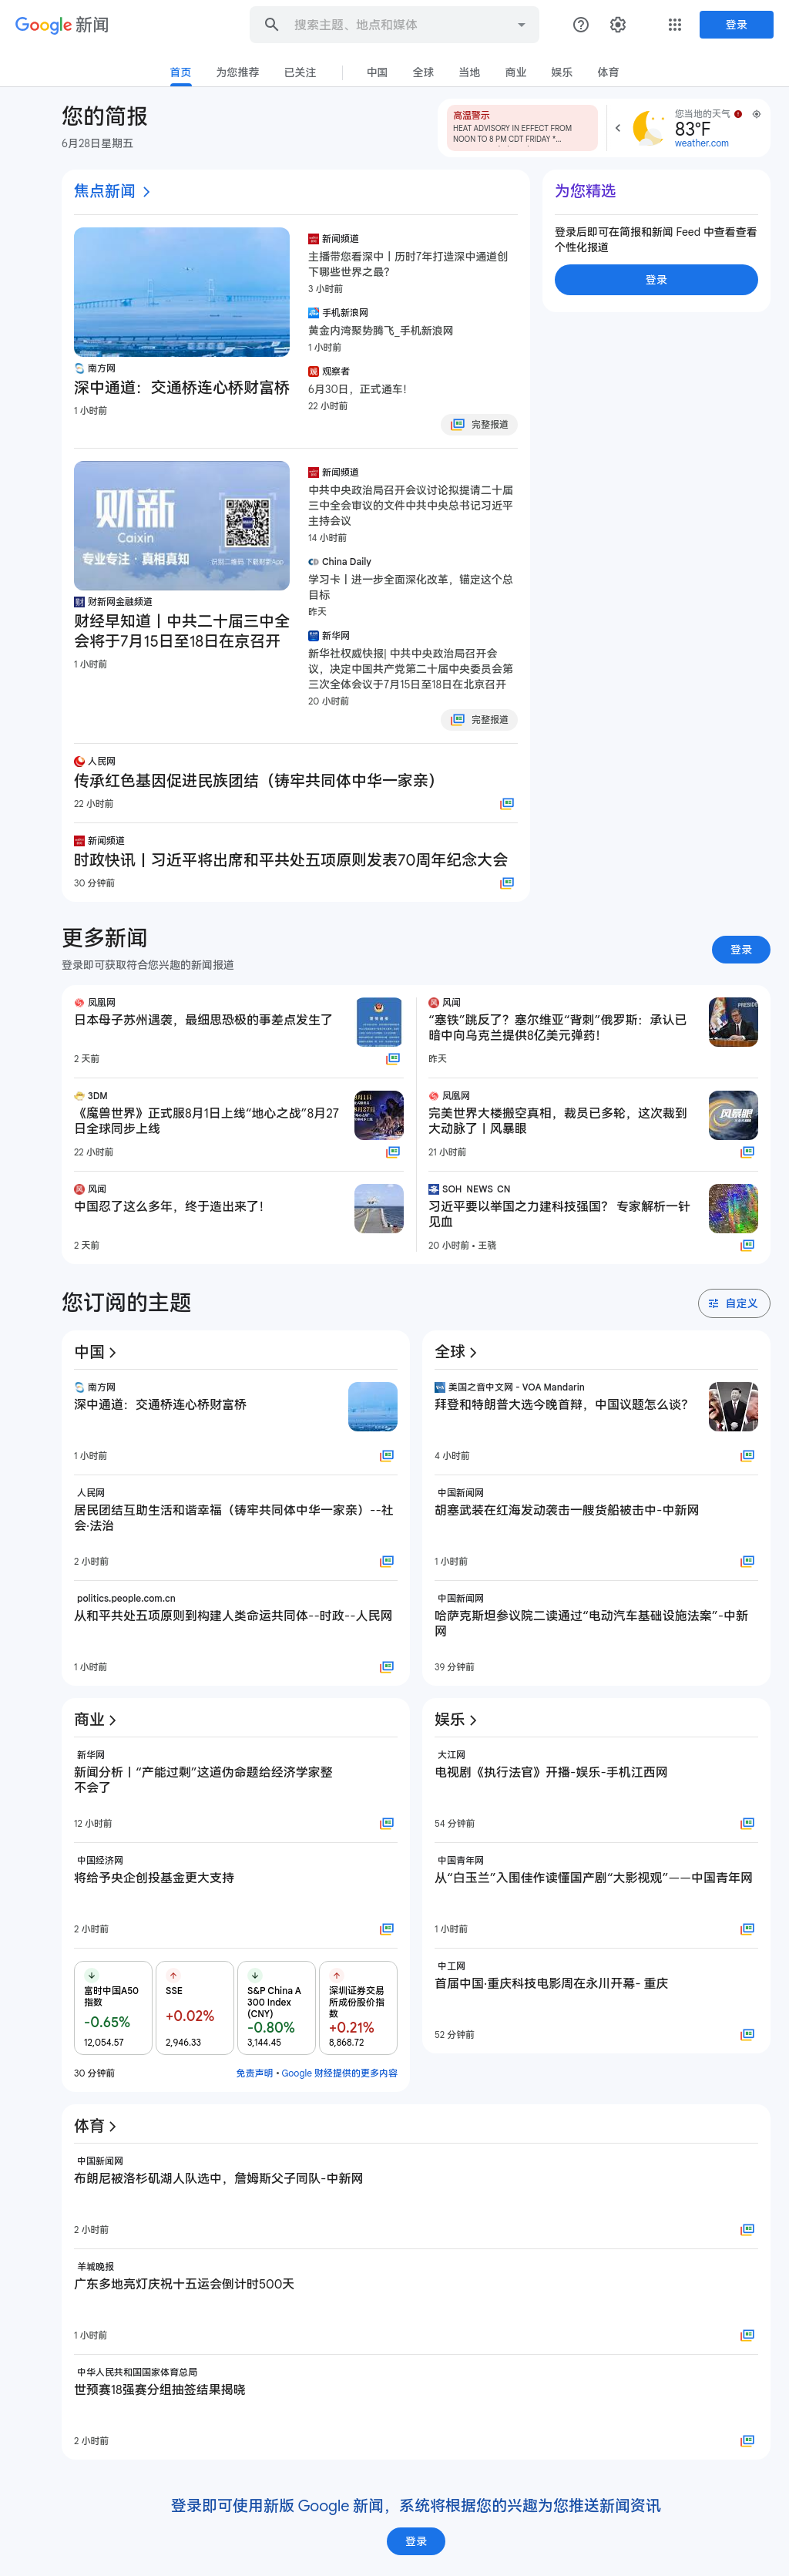 Google 新闻
搜索主题、地点和媒体
登录
首页
为您推荐
已关注
中国
全球
当地
商业
娱乐
体育
您的简报
6月28日星期五
高温警示
HEAT ADVISORY IN EFFECT FROM
NOON TO 8 PM CDT FRIDAY *...
您当地的天气
83°F
weather.com
焦点新闻
南方网
深中通道：交通桥连心桥财富桥
1 小时前
新闻频道
主播带您看深中丨历时7年打造深中通道创
下哪些世界之最？
3 小时前
手机新浪网
黄金内湾聚势腾飞_手机新浪网
1 小时前
观察者
6月30日，正式通车！
22 小时前
完整报道
财新
Caixin
专业专注 · 真相真知
识别二维码 下载财新App
财新网金融频道
财经早知道丨中共二十届三中全
会将于7月15日至18日在京召开
1 小时前
新闻频道
中共中央政治局召开会议讨论拟提请二十届
三中全会审议的文件中共中央总书记习近平
主持会议
14 小时前
China Daily
学习卡丨进一步全面深化改革，锚定这个总
目标
昨天
新华网
新华社权威快报| 中共中央政治局召开会
议，决定中国共产党第二十届中央委员会第
三次全体会议于7月15日至18日在北京召开
20 小时前
完整报道
人民网
传承红色基因促进民族团结（铸牢共同体中华一家亲）
22 小时前
新闻频道
时政快讯丨习近平将出席和平共处五项原则发表70周年纪念大会
30 分钟前
为您精选
登录后即可在简报和新闻 Feed 中查看查看
个性化报道
登录
更多新闻
登录即可获取符合您兴趣的新闻报道
登录
凤凰网
日本母子苏州遇袭，最细思恐极的事差点发生了
2 天前
风闻
“塞铁”跳反了？塞尔维亚“背刺”俄罗斯：承认已
暗中向乌克兰提供8亿美元弹药！
昨天
3DM
《魔兽世界》正式服8月1日上线“地心之战”8月27
日全球同步上线
22 小时前
凤凰网
完美世界大楼搬空真相，裁员已多轮，这次裁到
大动脉了丨风暴眼
21 小时前
风暴眼
风闻
中国忍了这么多年，终于造出来了！
2 天前
SOH_NEWS_CN
习近平要以举国之力建科技强国？ 专家解析一针
见血
20 小时前 • 王骁
您订阅的主题
自定义
中国
南方网
深中通道：交通桥连心桥财富桥
1 小时前
人民网
居民团结互助生活和谐幸福（铸牢共同体中华一家亲）--社
会·法治
2 小时前
politics.people.com.cn
从和平共处五项原则到构建人类命运共同体--时政--人民网
1 小时前
全球
美国之音中文网 - VOA Mandarin
拜登和特朗普大选今晚首辩，中国议题怎么谈？
4 小时前
中国新闻网
胡塞武装在红海发动袭击一艘货船被击中-中新网
1 小时前
中国新闻网
哈萨克斯坦参议院二读通过“电动汽车基础设施法案”-中新
网
39 分钟前
商业
新华网
新闻分析丨“产能过剩”这道伪命题给经济学家整
不会了
12 小时前
中国经济网
将给予央企创投基金更大支持
2 小时前
富时中国A50
指数
-0.65%
12,054.57
SSE
+0.02%
2,946.33
S&P China A
300 Index
(CNY)
-0.80%
3,144.45
深圳证券交易
所成份股价指
数
+0.21%
8,868.72
30 分钟前
免责声明 • Google 财经提供的更多内容
娱乐
大江网
电视剧《执行法官》开播-娱乐-手机江西网
54 分钟前
中国青年网
从“白玉兰”入围佳作读懂国产剧“大影视观”——中国青年网
1 小时前
中工网
首届中国·重庆科技电影周在永川开幕- 重庆
52 分钟前
体育
中国新闻网
布朗尼被洛杉矶湖人队选中，詹姆斯父子同队-中新网
2 小时前
羊城晚报
广东多地亮灯庆祝十五运会倒计时500天
1 小时前
中华人民共和国国家体育总局
世预赛18强赛分组抽签结果揭晓
2 小时前
登录即可使用新版 Google 新闻，系统将根据您的兴趣为您推送新闻资讯
登录